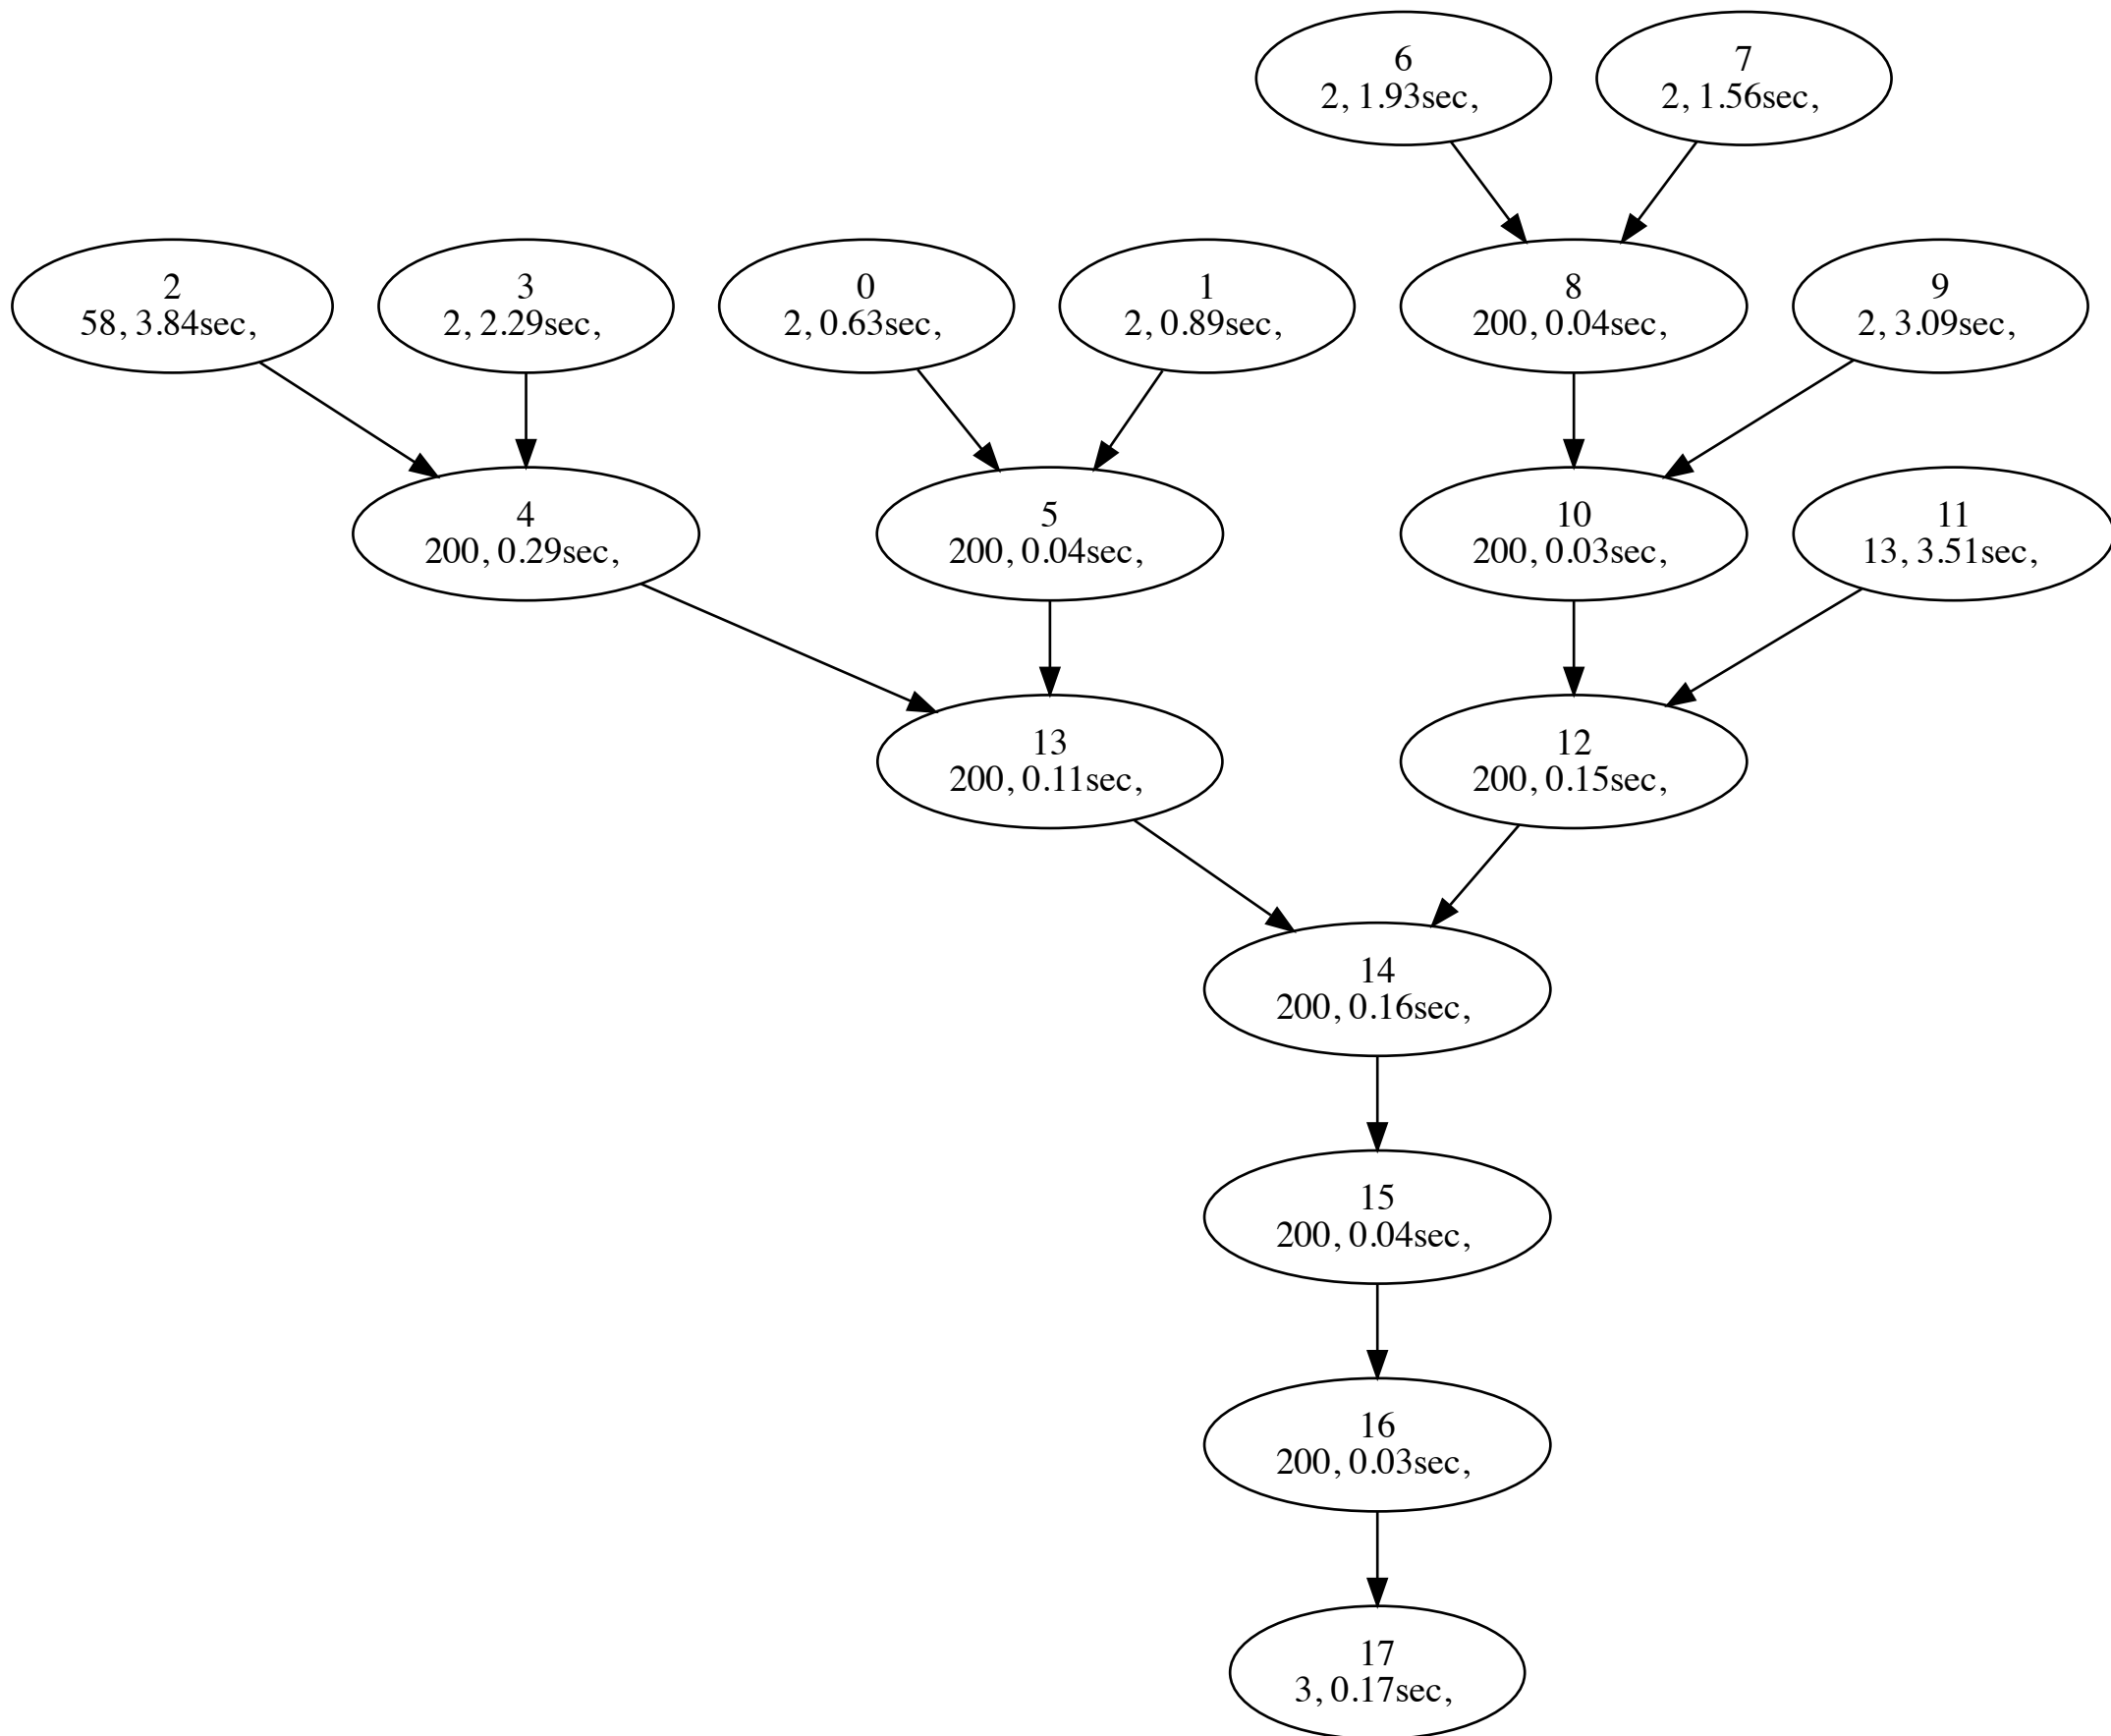 6
2, 1.93sec,
7
2, 1.56sec,
2
58, 3.84sec,
3
2, 2.29sec,
0
2, 0.63sec,
1
2, 0.89sec,
8
200, 0.04sec,
9
2, 3.09sec,
4
200, 0.29sec,
5
200, 0.04sec,
10
200, 0.03sec,
11
13, 3.51sec,
13
200, 0.11sec,
12
200, 0.15sec,
14
200, 0.16sec,
15
200, 0.04sec,
16
200, 0.03sec,
17
3, 0.17sec,